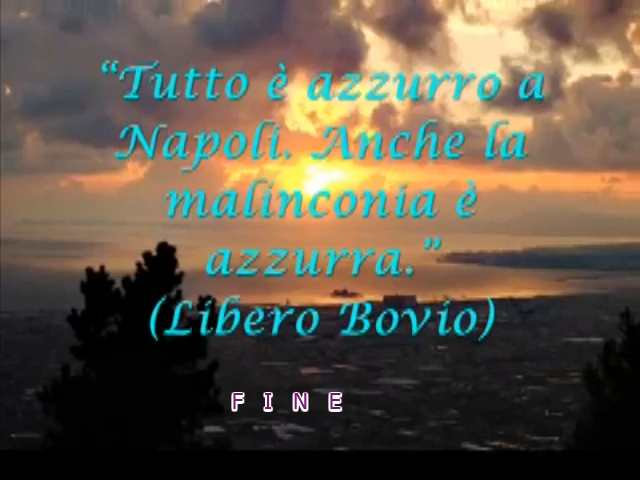 “Tutto è azzurro a
Napoli. Anche la
malinconia è
azzurra.”
(Libero Bovio)
F I N E